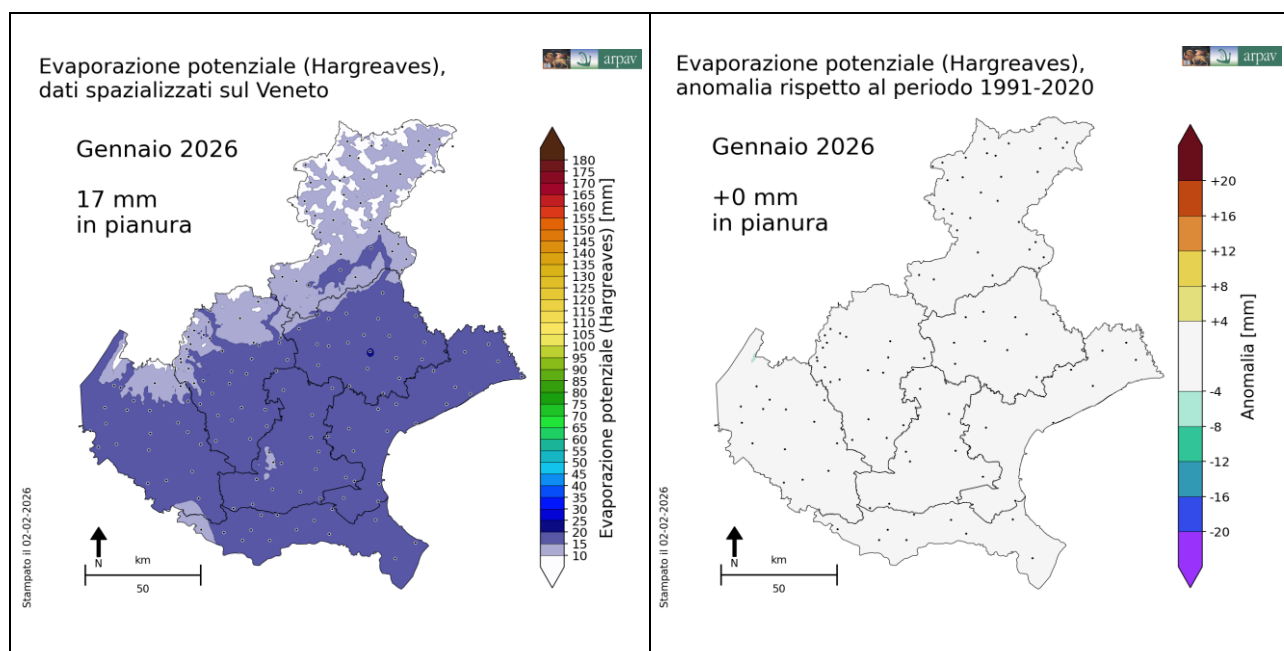 arpav
Evaporazione potenziale (Hargreaves),
dati spazializzati sul Veneto
Gennaio 2026
17 mm
in pianura
180
175
170
165
160
155
150
145
140
135
130
125
120
115
110
105
100
95
90
85
80
75
70
65
60
55
50
45
40
35
30
25
20
15
10
Evaporazione potenziale (Hargreaves) [mm]
Stampato il 02-02-2026
N
km
50
arpav
Evaporazione potenziale (Hargreaves),
anomalia rispetto al periodo 1991-2020
Gennaio 2026
+0 mm
in pianura
+20
+16
+12
+8
+4
-4
-8
-12
-16
-20
Anomalia [mm]
Stampato il 02-02-2026
N
km
50